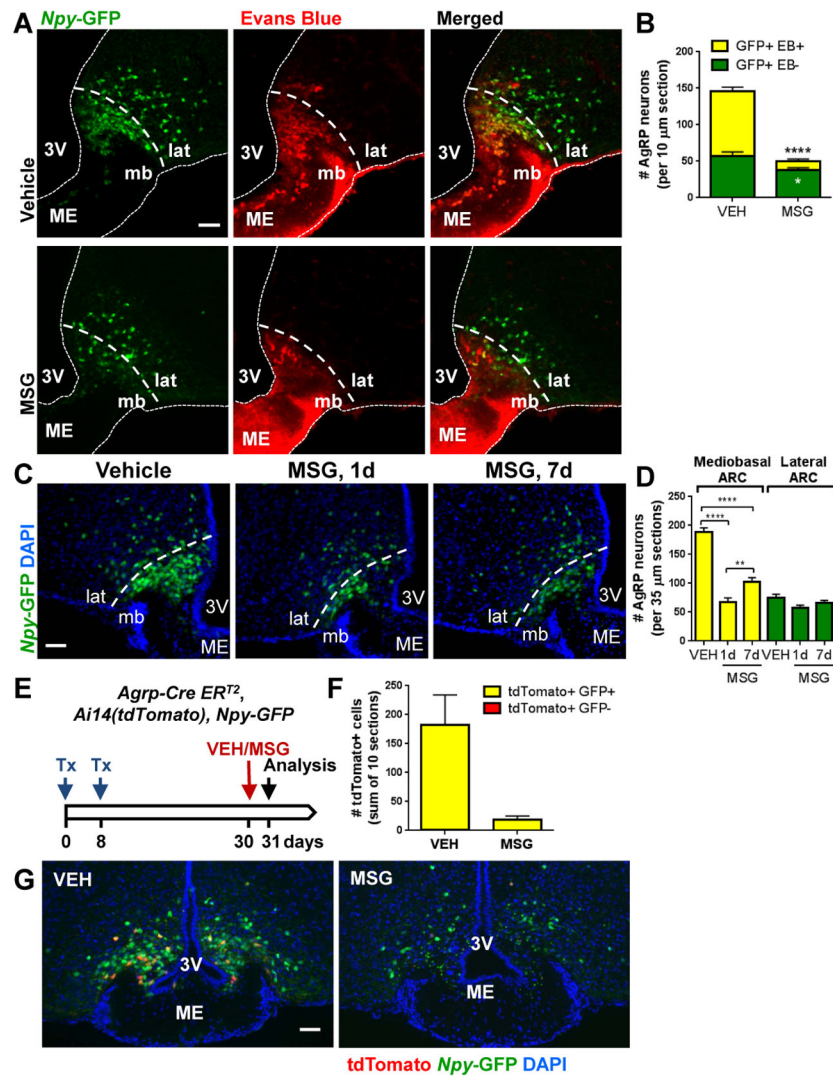 A
Npy-GFP
Evans Blue
Merged
Vehicle
3V
lat
mb
ME
3V
lat
mb
ME
3V
lat
mb
ME
MSG
3V
lat
mb
ME
3V
lat
mb
ME
3V
lat
mb
ME
B
GFP+ EB+
GFP+ EB-
# AgRP neurons
(per 10 µm section)
200
150
100
50
0
****
*
VEH
MSG
C
Vehicle
MSG, 1d
MSG, 7d
Npy-GFP DAPI
lat
mb
3V
ME
lat
mb
3V
ME
lat
mb
3V
ME
D
Mediobasal
ARC
Lateral
ARC
# AgRP neurons
(per 35 µm sections)
250
200
150
100
50
0
****
****
**
VEH
1d
7d
VEH
1d
7d
MSG
MSG
E
Agrp-Cre ERT2,
Ai14(tdTomato), Npy-GFP
VEH/MSG
Tx
Tx
Analysis
0
8
30
31 days
F
tdTomato+ GFP+
tdTomato+ GFP-
# tdTomato+ cells
(sum of 10 sections)
250
200
150
100
50
0
VEH
MSG
G
VEH
3V
ME
MSG
3V
ME
tdTomato Npy-GFP DAPI